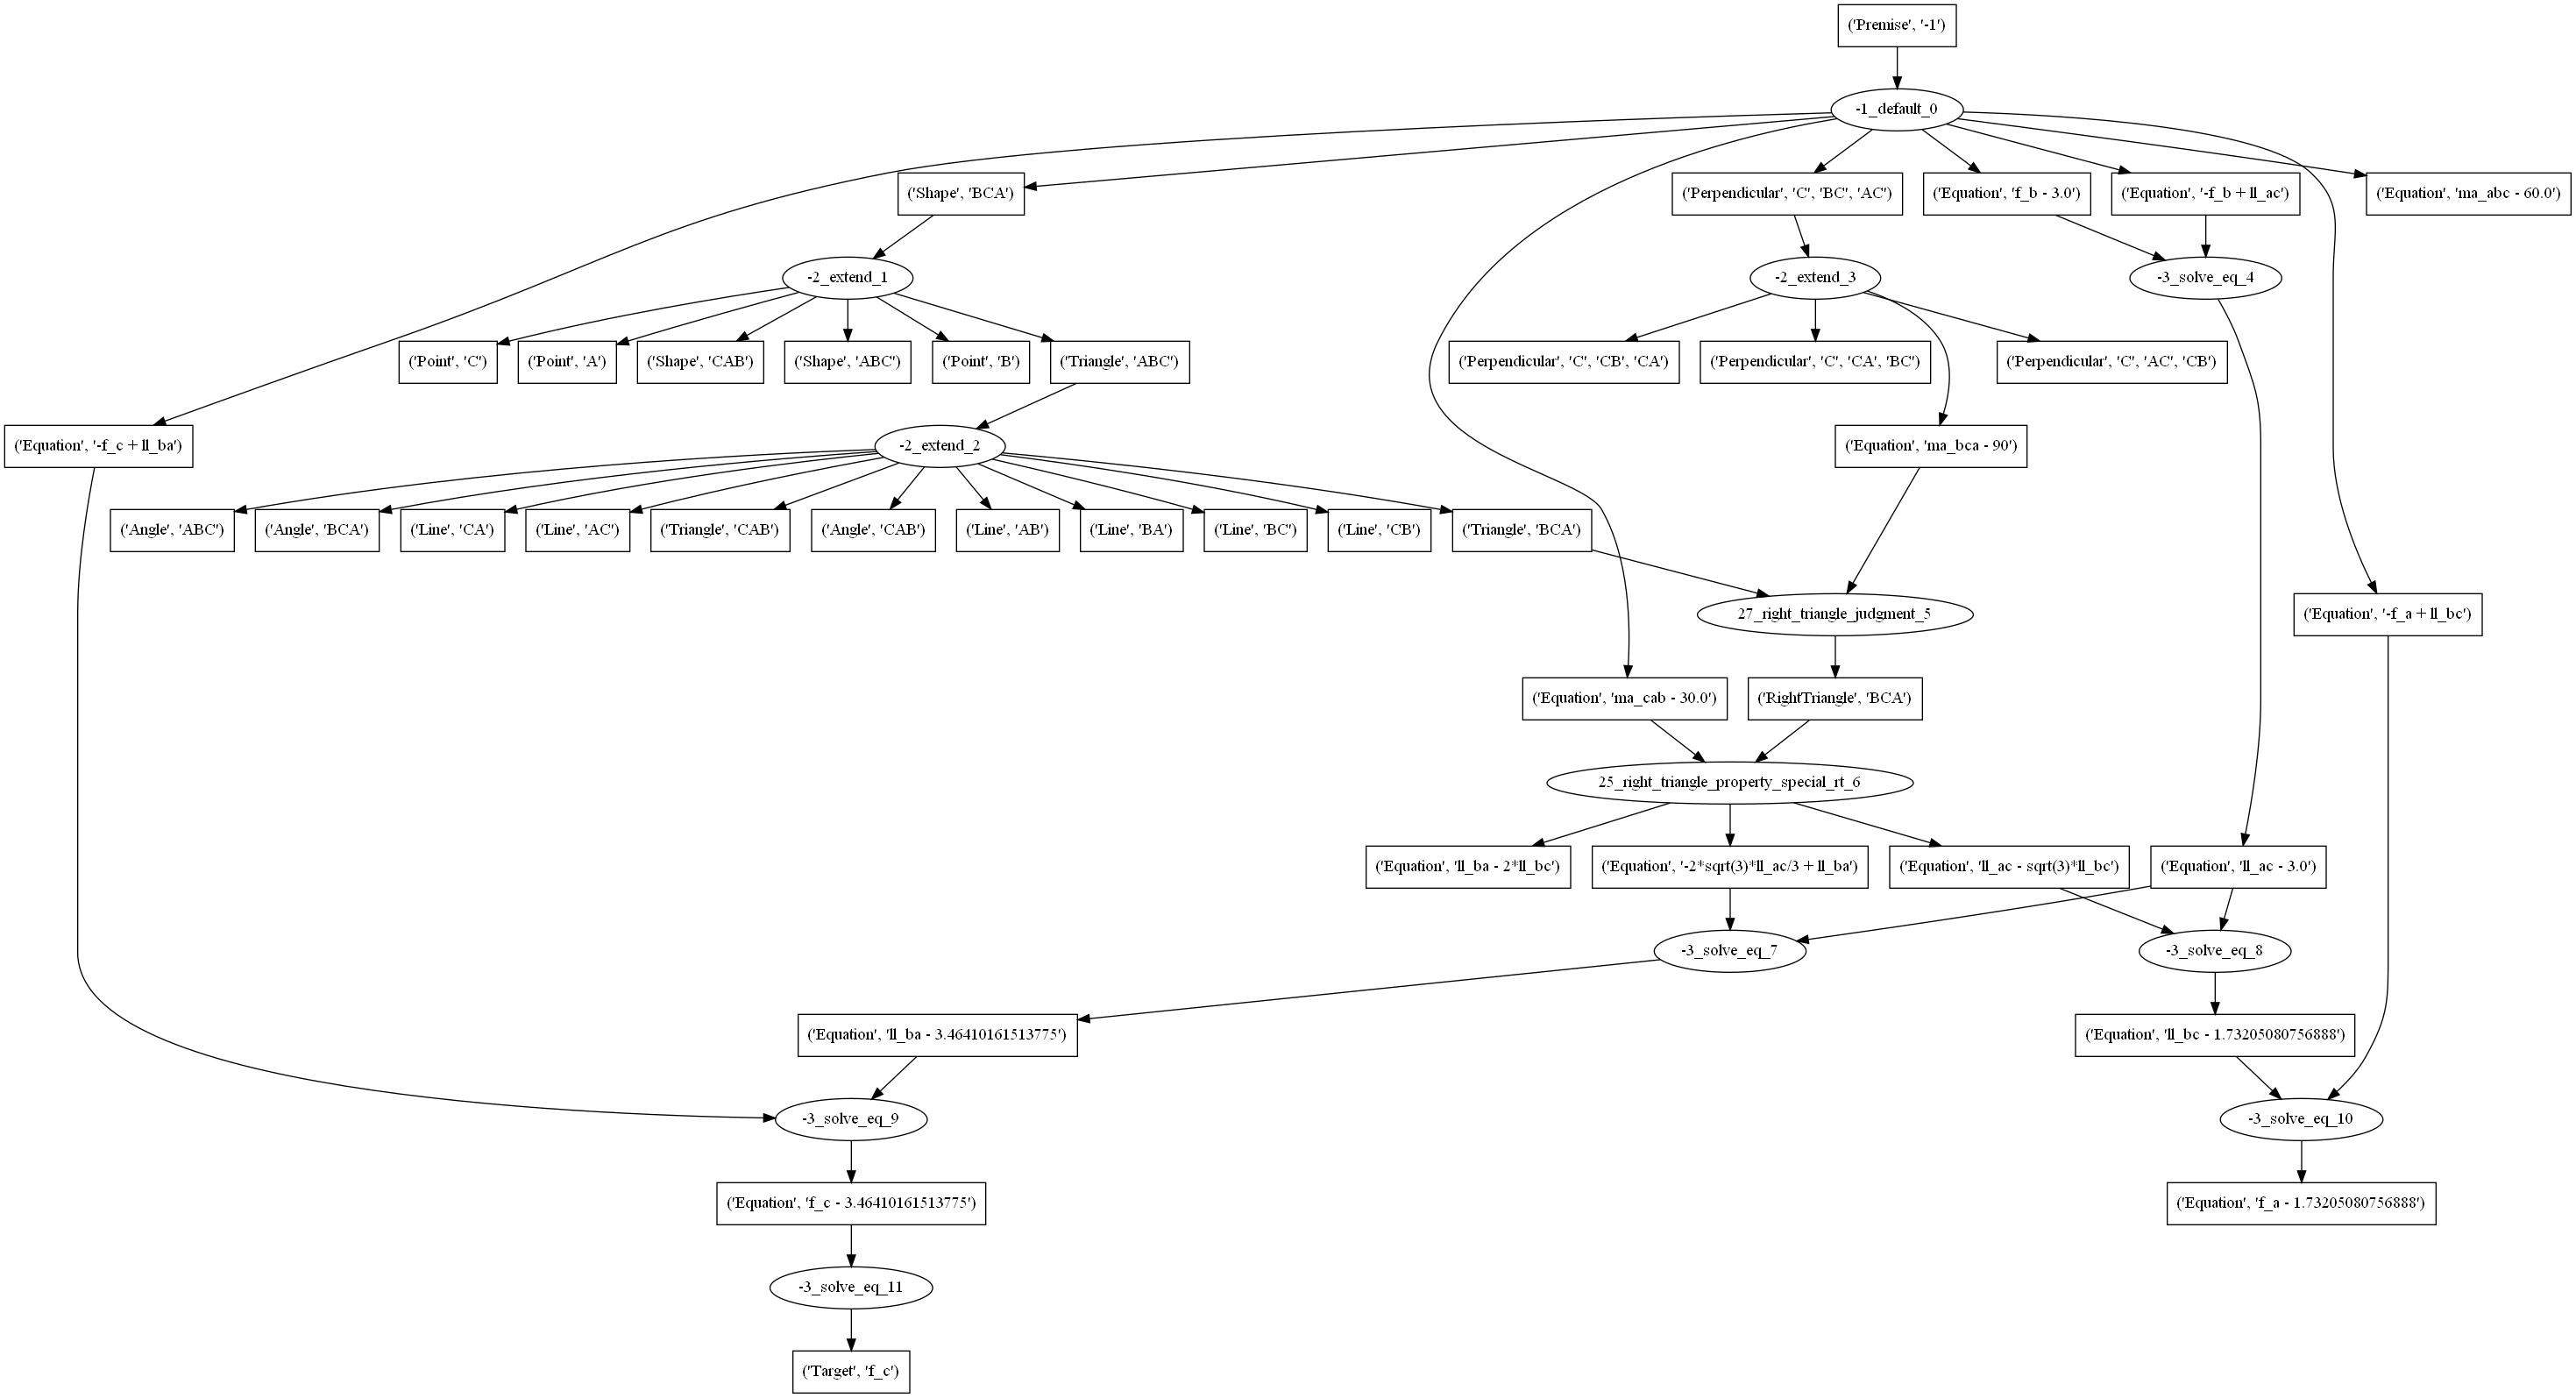 ('Premise', '-1')
-1_default_0
('Shape', 'BCA')
('Perpendicular', 'C', 'BC', 'AC')
('Equation', 'f_b - 3.0')
('Equation', '-f_b + ll_ac')
('Equation', 'ma_abc - 60.0')
-2_extend_1
-2_extend_3
-3_solve_eq_4
('Point', 'C')
('Point', 'A')
('Shape', 'CAB')
('Shape', 'ABC')
('Point', 'B')
('Triangle', 'ABC')
('Perpendicular', 'C', 'CB', 'CA')
('Perpendicular', 'C', 'CA', 'BC')
('Perpendicular', 'C', 'AC', 'CB')
('Equation', '-f_c + ll_ba')
-2_extend_2
('Equation', 'ma_bca - 90')
('Angle', 'ABC')
('Angle', 'BCA')
('Line', 'CA')
('Line', 'AC')
('Triangle', 'CAB')
('Angle', 'CAB')
('Line', 'AB')
('Line', 'BA')
('Line', 'BC')
('Line', 'CB')
('Triangle', 'BCA')
27_right_triangle_judgment_5
('Equation', '-f_a + ll_bc')
('Equation', 'ma_cab - 30.0')
('RightTriangle', 'BCA')
25_right_triangle_property_special_rt_6
('Equation', 'll_ba - 2*ll_bc')
('Equation', '-2*sqrt(3)*ll_ac/3 + ll_ba')
('Equation', 'll_ac - sqrt(3)*ll_bc')
('Equation', 'll_ac - 3.0')
-3_solve_eq_7
-3_solve_eq_8
('Equation', 'll_ba - 3.46410161513775')
('Equation', 'll_bc - 1.73205080756888')
-3_solve_eq_9
-3_solve_eq_10
('Equation', 'f_c - 3.46410161513775')
('Equation', 'f_a - 1.73205080756888')
-3_solve_eq_11
('Target', 'f_c')